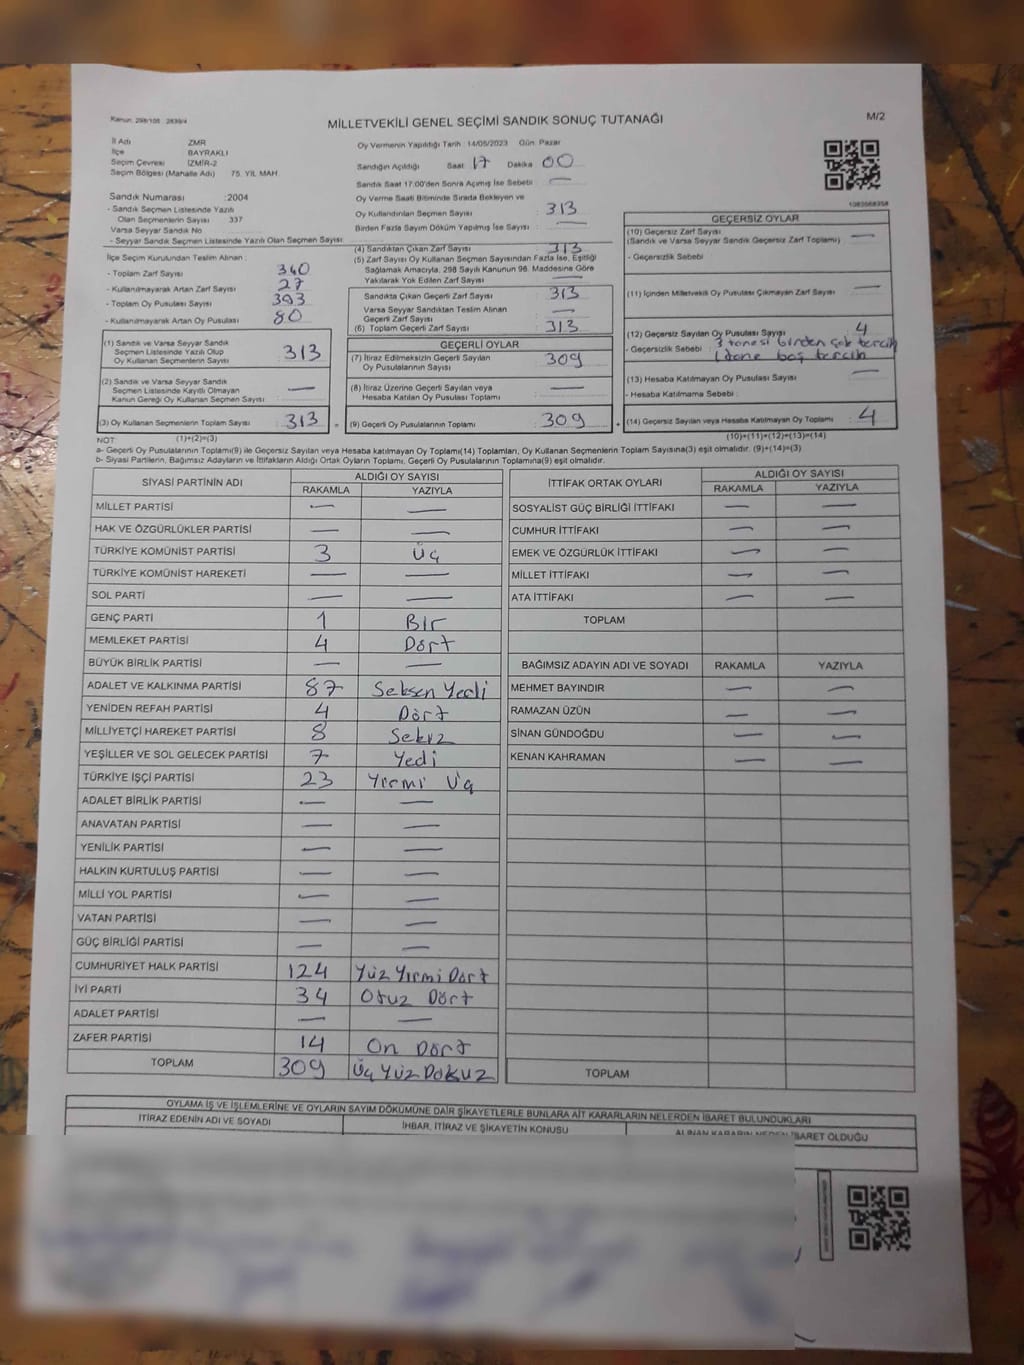 Kanun: 298/105 2839/4
MİLLETVEKİLİ GENEL SEÇİMİ SANDIK SONUÇ TUTANAĞI
M/2
İl Adı ZMR
İlçe BAYRAKLI
Seçim Çevresi İZMİR-2
Seçim Bölgesi (Mahalle Adı) 75. YIL MAH.
Sandık Numarası :2004
- Sandık Seçmen Listesinde Yazılı
Olan Seçmenlerin Sayısı 337
Varsa Seyyar Sandık No
- Seyyar Sandık Seçmen Listesinde Yazılı Olan Seçmen Sayısı:
İlçe Seçim Kurulundan Teslim Alınan :
- Toplam Zarf Sayısı 340
- Kullanılmayarak Artan Zarf Sayısı : 27
- Toplam Oy Pusulası Sayısı 393
- Kullanılmayarak Artan Oy Pusulası : 80
(1) Sandık ve Varsa Seyyar Sandık
Seçmen Listesinde Yazılı Olup
Oy Kullanan Seçmenlerin Sayısı : 313
(2) Sandık ve Varsa Seyyar Sandık
Seçmen Listesinde Kayıtlı Olmayan
Kanun Gereği Oy Kullanan Seçmen Sayısı : —
(3) Oy Kullanan Seçmenlerin Toplam Sayısı : 313
(1)+(2)=(3)
Oy Vermenin Yapıldığı Tarih :14/05/2023 Gün: Pazar
Sandığın Açıldığı Saat : 17 Dakika : 00
Sandık Saat 17:00'den Sonra Açılmış İse Sebebi : —
Oy Verme Saati Bitiminde Sırada Bekleyen ve
Oy Kullandırılan Seçmen Sayısı : 313
Birden Fazla Sayım Döküm Yapılmış İse Sayısı : —
(4) Sandıktan Çıkan Zarf Sayısı : 313
(5) Zarf Sayısı Oy Kullanan Seçmen Sayısından Fazla İse, Eşitliği
Sağlamak Amacıyla, 298 Sayılı Kanunun 98. Maddesine Göre
Yakılarak Yok Edilen Zarf Sayısı : —
Sandıkta Çıkan Geçerli Zarf Sayısı : 313
Varsa Seyyar Sandıktan Teslim Alınan
Geçerli Zarf Sayısı : —
(6) Toplam Geçerli Zarf Sayısı : 313
GEÇERLİ OYLAR
(7) İtiraz Edilmeksizin Geçerli Sayılan
Oy Pusulalarının Sayısı : 309
(8) İtiraz Üzerine Geçerli Sayılan veya
Hesaba Katılan Oy Pusulası Toplamı : —
(9) Geçerli Oy Pusulalarının Toplamı : 309
GEÇERSİZ OYLAR
(10) Geçersiz Zarf Sayısı
(Sandık ve Varsa Seyyar Sandık Geçersiz Zarf Toplamı) : —
- Geçersizlik Sebebi
(11) İçinden Milletvekili Oy Pusulası Çıkmayan Zarf Sayısı : —
(12) Geçersiz Sayılan Oy Pusulası Sayısı : 4
- Geçersizlik Sebebi : 3 tanesi birden çok tercih
1 tane boş tercih
(13) Hesaba Katılmayan Oy Pusulası Sayısı : —
- Hesaba Katılmama Sebebi :
(14) Geçersiz Sayılan veya Hesaba Katılmayan Oy Toplamı : 4
(10)+(11)+(12)+(13)=(14)
NOT:
a- Geçerli Oy Pusulalarının Toplamı(9) ile Geçersiz Sayılan veya Hesaba katılmayan Oy Toplamı(14) Toplamları, Oy Kullanan Seçmenlerin Toplam Sayısına(3) eşit olmalıdır. (9)+(14)=(3)
b- Siyasi Partilerin, Bağımsız Adayların ve İttifakların Aldığı Ortak Oyların Toplamı, Geçerli Oy Pusulalarının Toplamına(9) eşit olmalıdır.
SİYASİ PARTİNİN ADI ALDIĞI OY SAYISI
RAKAMLA YAZIYLA
MİLLET PARTİSİ — —
HAK VE ÖZGÜRLÜKLER PARTİSİ — —
TÜRKİYE KOMÜNİST PARTİSİ 3 Üç
TÜRKİYE KOMÜNİST HAREKETİ — —
SOL PARTİ — —
GENÇ PARTİ 1 Bir
MEMLEKET PARTİSİ 4 Dört
BÜYÜK BİRLİK PARTİSİ — —
ADALET VE KALKINMA PARTİSİ 87 Seksen Yedi
YENİDEN REFAH PARTİSİ 4 Dört
MİLLİYETÇİ HAREKET PARTİSİ 8 Sekiz
YEŞİLLER VE SOL GELECEK PARTİSİ 7 Yedi
TÜRKİYE İŞÇİ PARTİSİ 23 Yirmi Üç
ADALET BİRLİK PARTİSİ — —
ANAVATAN PARTİSİ — —
YENİLİK PARTİSİ — —
HALKIN KURTULUŞ PARTİSİ — —
MİLLİ YOL PARTİSİ — —
VATAN PARTİSİ — —
GÜÇ BİRLİĞİ PARTİSİ — —
CUMHURİYET HALK PARTİSİ 124 Yüz Yirmi Dört
İYİ PARTİ 34 Otuz Dört
ADALET PARTİSİ — —
ZAFER PARTİSİ 14 On Dört
TOPLAM 309 Üç Yüz Dokuz
İTTİFAK ORTAK OYLARI ALDIĞI OY SAYISI
RAKAMLA YAZIYLA
SOSYALİST GÜÇ BİRLİĞİ İTTİFAKI — —
CUMHUR İTTİFAKI — —
EMEK VE ÖZGÜRLÜK İTTİFAKI — —
MİLLET İTTİFAKI — —
ATA İTTİFAKI — —
TOPLAM
BAĞIMSIZ ADAYIN ADI VE SOYADI RAKAMLA YAZIYLA
MEHMET BAYINDIR — —
RAMAZAN ÜZÜN — —
SİNAN GÜNDOĞDU — —
KENAN KAHRAMAN — —
TOPLAM
OYLAMA İŞ VE İŞLEMLERİNE VE OYLARIN SAYIM DÖKÜMÜNE DAİR ŞİKAYETLERLE BUNLARA AİT KARARLARIN NELERDEN İBARET BULUNDUKLARI
İTİRAZ EDENİN ADI VE SOYADI İHBAR, İTİRAZ VE ŞİKAYETİN KONUSU ALINAN KARARIN NEDEN İBARET OLDUĞU